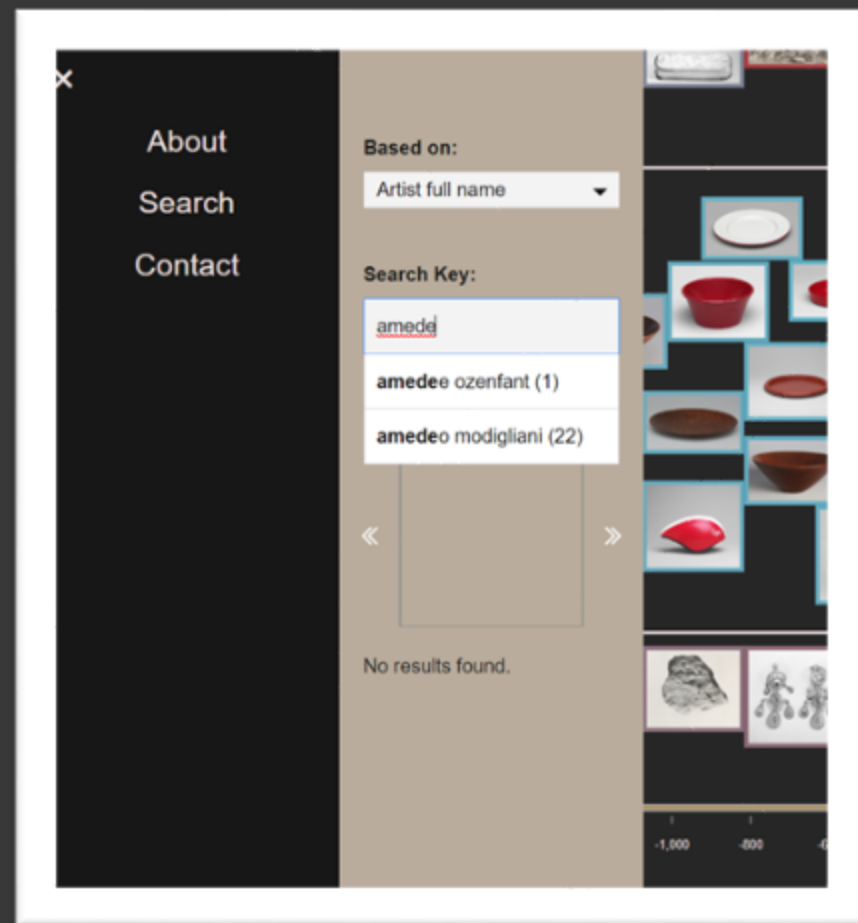 ×
About
Search
Contact
Based on:
Artist full name
Search Key:
amede
amedee ozenfant (1)
amedeo modigliani (22)
« »
No results found.
-1,000 -800 -6